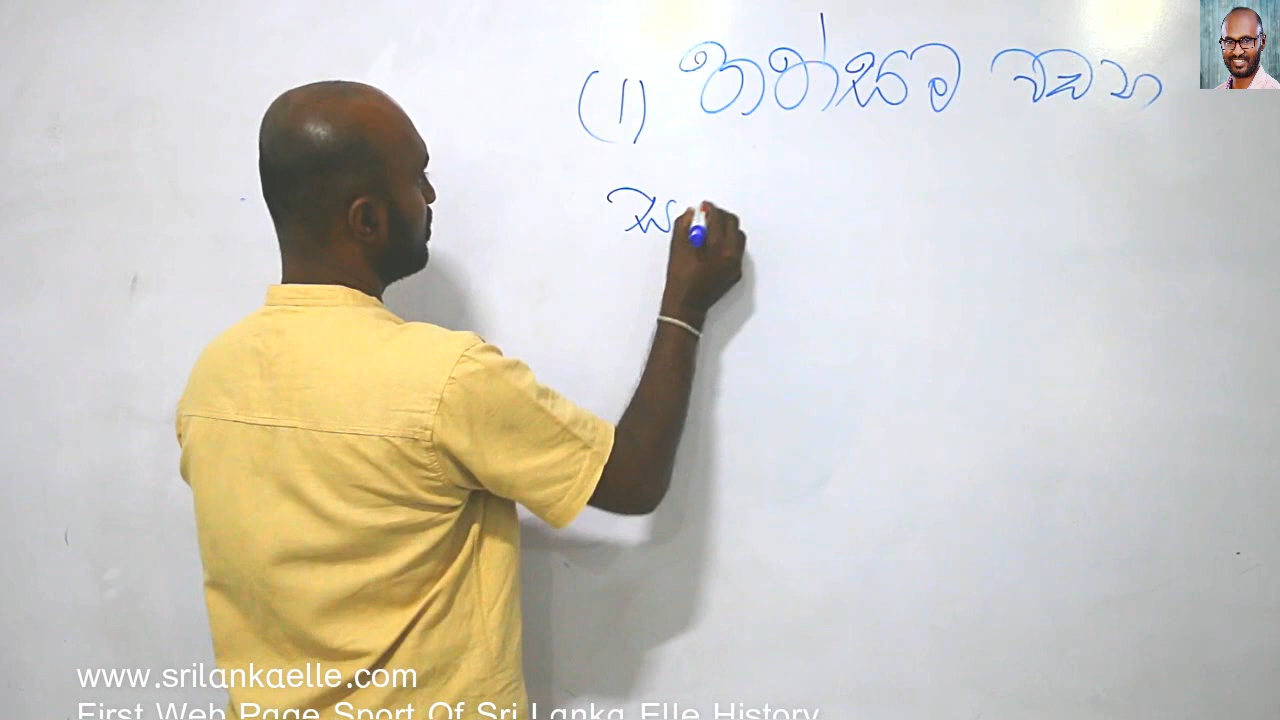 (1) තත්සම වචන
ස
www.srilankaelle.com
First Web Page Sport Of Sri Lanka Elle History